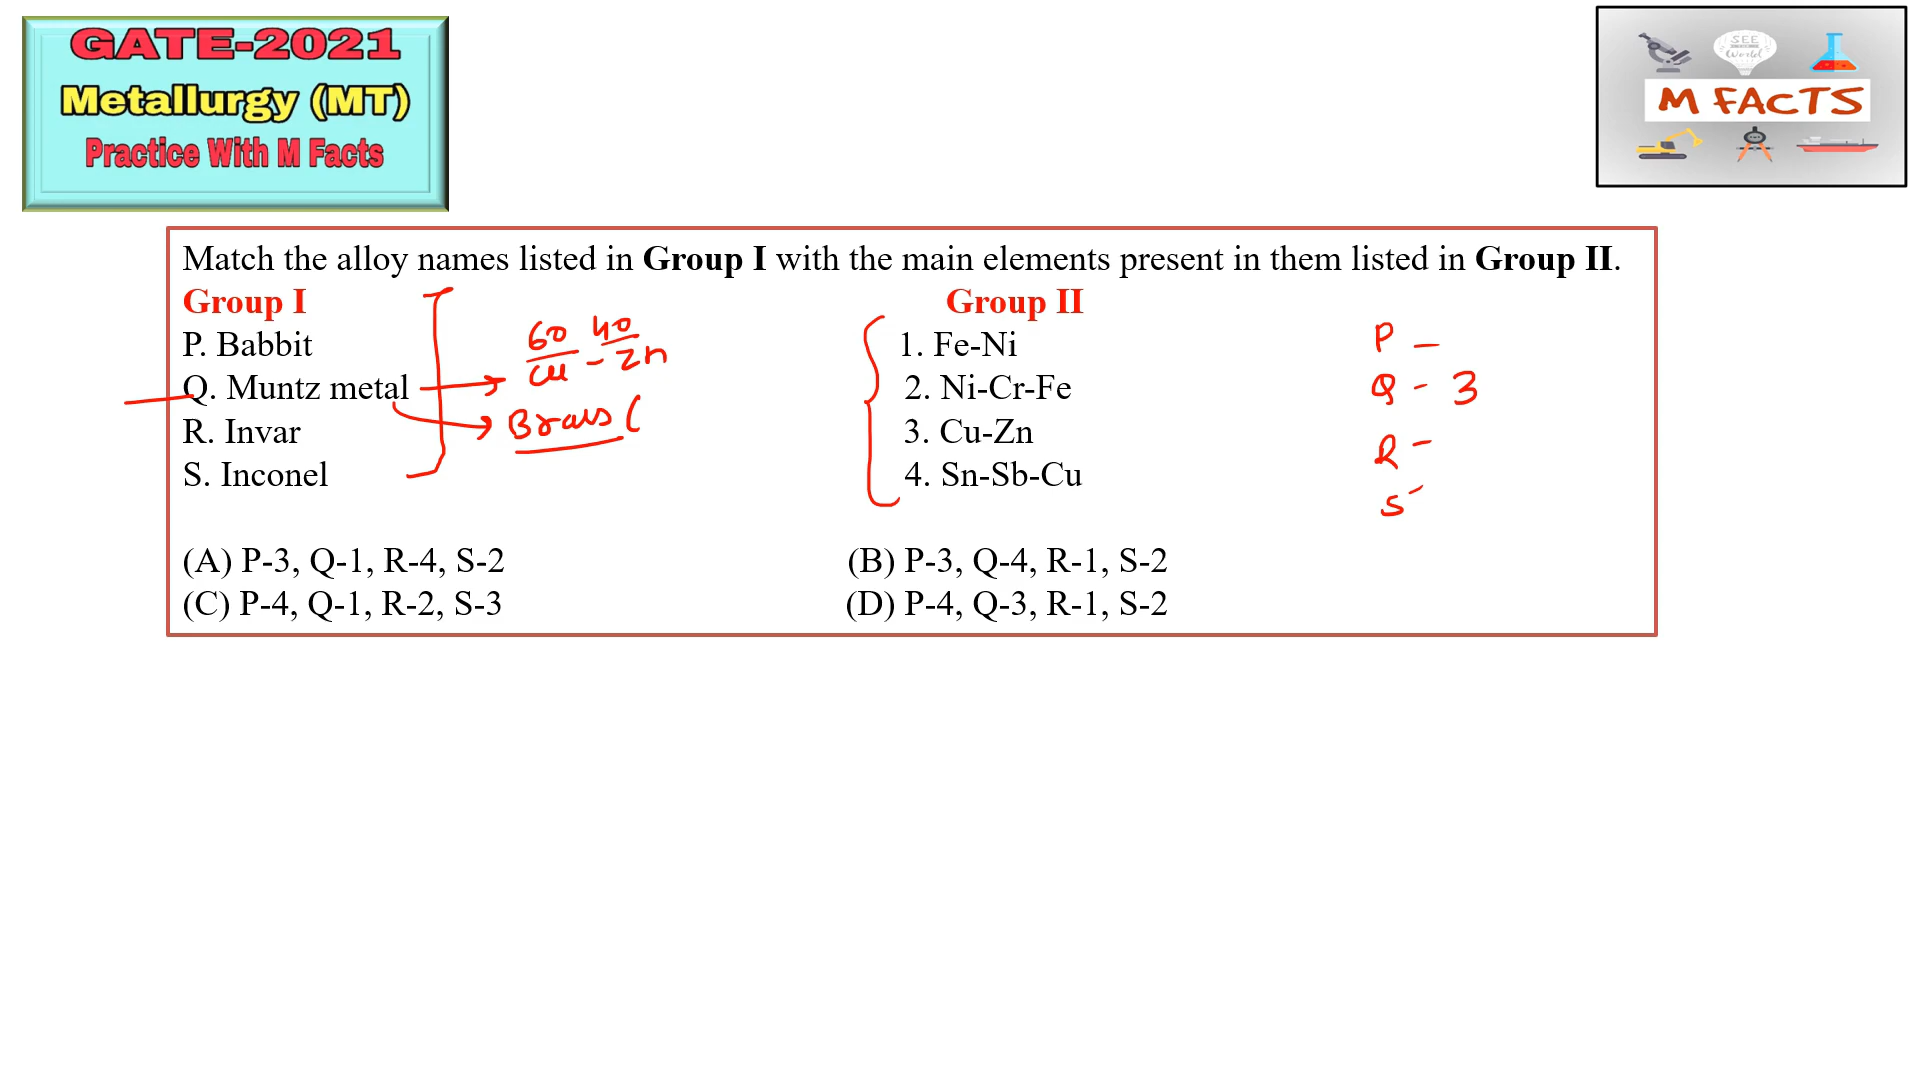 GATE-2021
Metallurgy (MT)
Practice With M Facts
SEE
World
M FACTS
Match the alloy names listed in Group I with the main elements present in them listed in Group II.
Group I
Group II
P. Babbit
1. Fe-Ni
Q. Muntz metal
2. Ni-Cr-Fe
R. Invar
3. Cu-Zn
S. Inconel
4. Sn-Sb-Cu
60 40
Cu - Zn
Brass (
P -
Q - 3
R -
S -
(A) P-3, Q-1, R-4, S-2
(B) P-3, Q-4, R-1, S-2
(C) P-4, Q-1, R-2, S-3
(D) P-4, Q-3, R-1, S-2